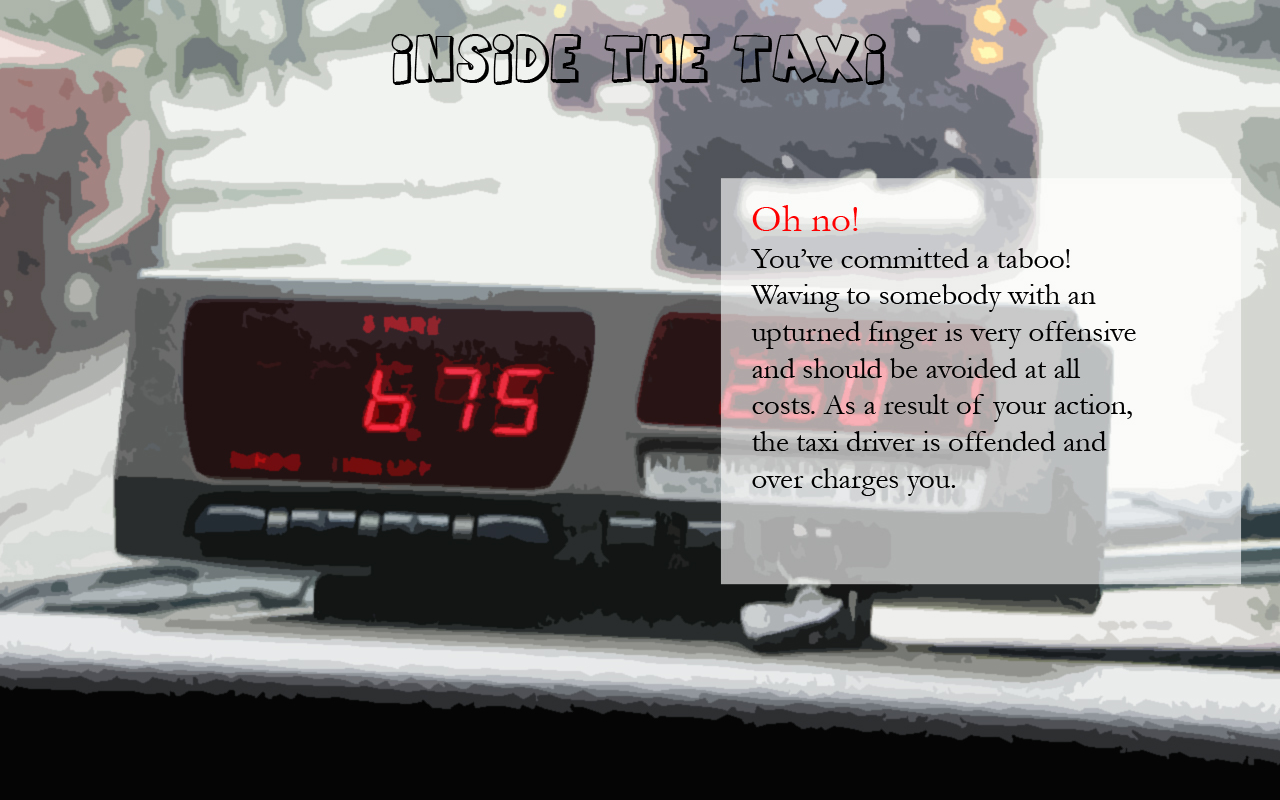 iNSiDE THE TAXi
Oh no!
You've committed a taboo!
Waving to somebody with an
upturned finger is very offensive
and should be avoided at all
costs. As a result of your action,
the taxi driver is offended and
over charges you.
675
2501